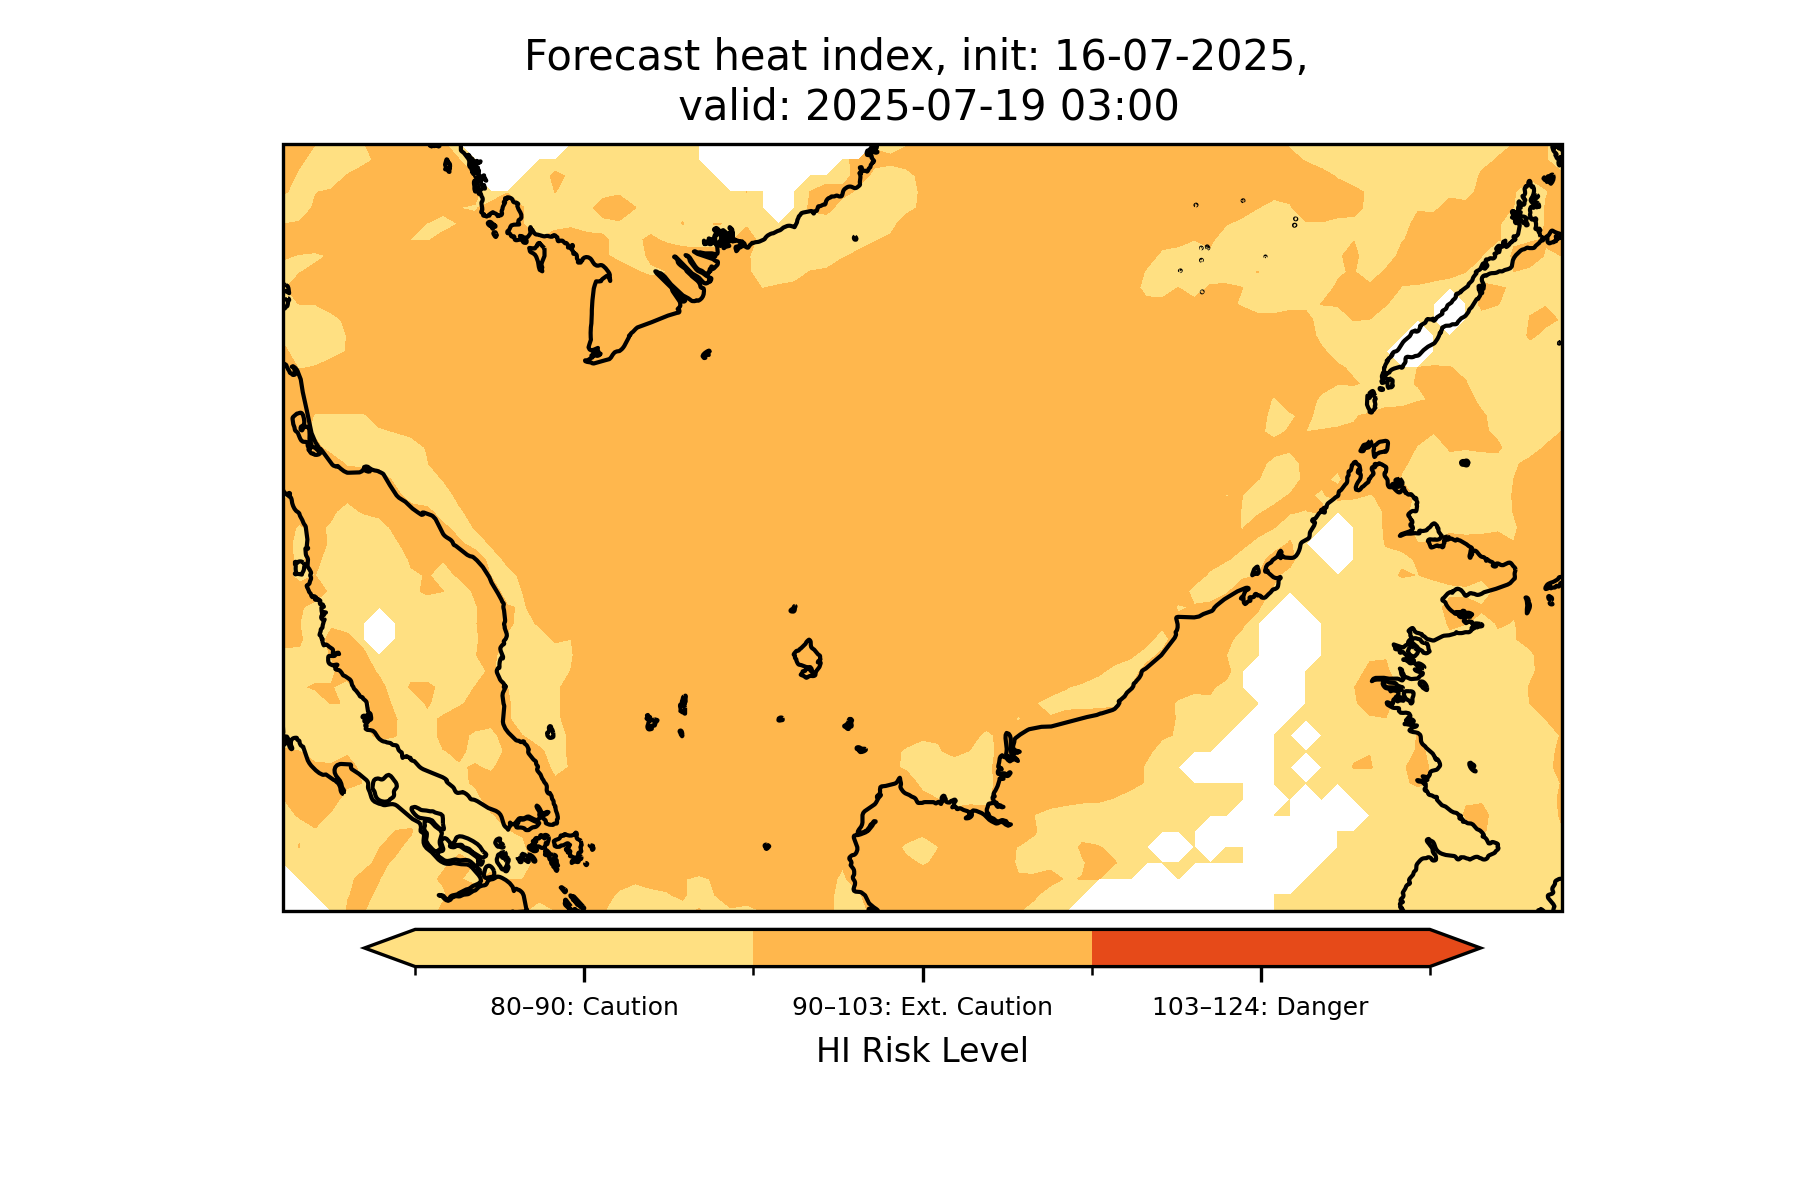 Forecast heat index, init: 16-07-2025,
valid: 2025-07-19 03:00
80–90: Caution
90–103: Ext. Caution
103–124: Danger
HI Risk Level